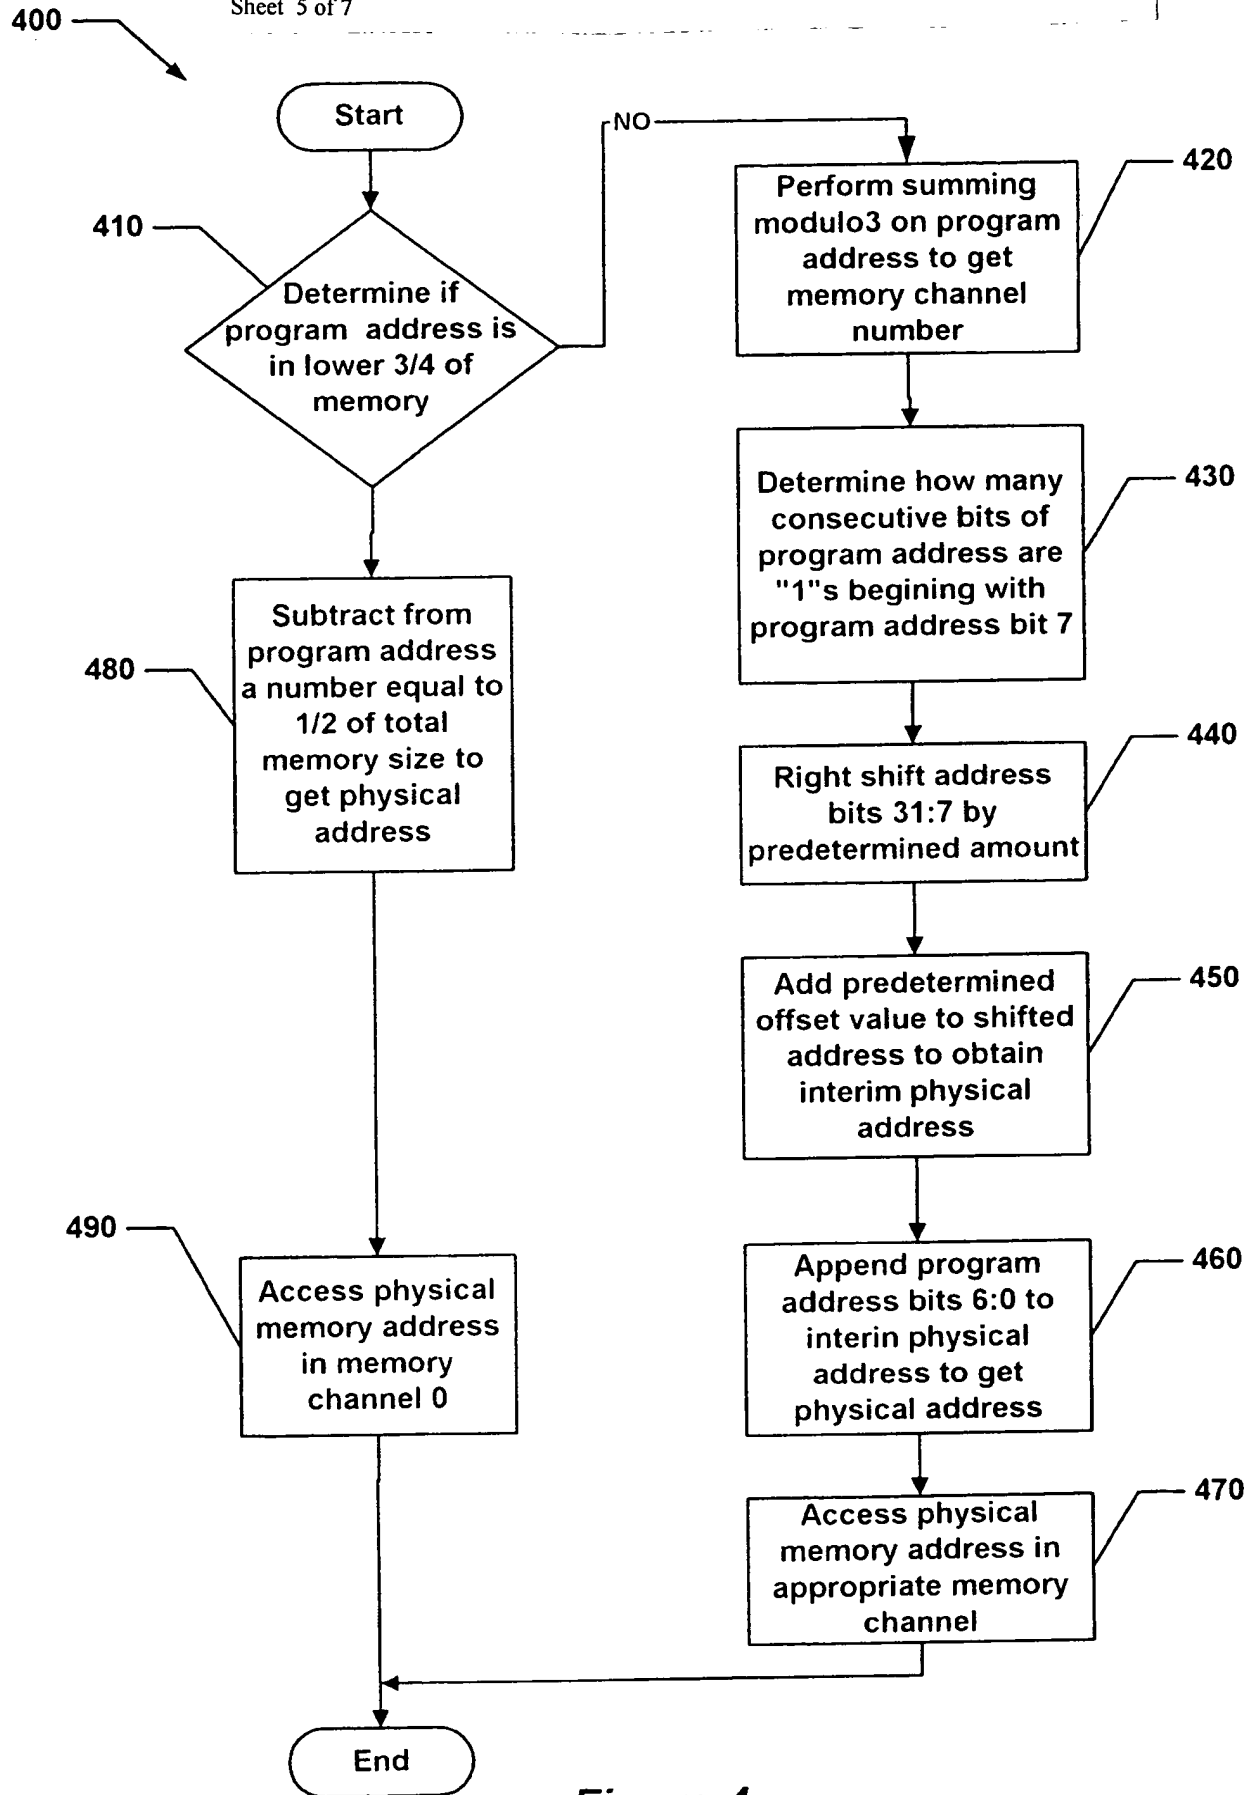 Sheet 5 of 7
400
Start
NO
410
Determine if
program address is
in lower 3/4 of
memory
420
Perform summing
modulo3 on program
address to get
memory channel
number
430
Determine how many
consecutive bits of
program address are
"1"s begining with
program address bit 7
480
Subtract from
program address
a number equal to
1/2 of total
memory size to
get physical
address
440
Right shift address
bits 31:7 by
predetermined amount
450
Add predetermined
offset value to shifted
address to obtain
interim physical
address
490
Access physical
memory address
in memory
channel 0
460
Append program
address bits 6:0 to
interin physical
address to get
physical address
470
Access physical
memory address in
appropriate memory
channel
End